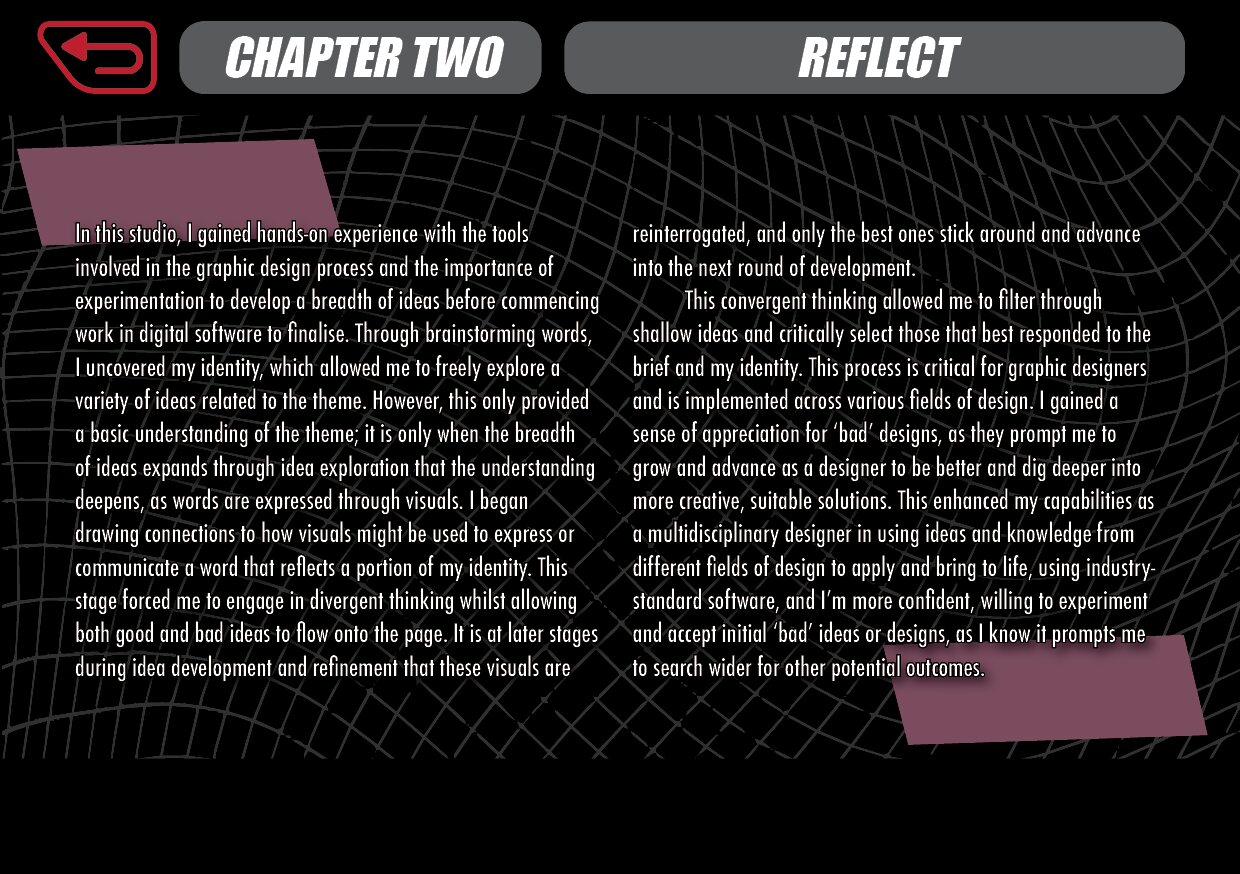 CHAPTER TWO
REFLECT
In this studio, I gained hands-on experience with the tools
involved in the graphic design process and the importance of
experimentation to develop a breadth of ideas before commencing
work in digital software to finalise. Through brainstorming words,
I uncovered my identity, which allowed me to freely explore a
variety of ideas related to the theme. However, this only provided
a basic understanding of the theme; it is only when the breadth
of ideas expands through idea exploration that the understanding
deepens, as words are expressed through visuals. I began
drawing connections to how visuals might be used to express or
communicate a word that reflects a portion of my identity. This
stage forced me to engage in divergent thinking whilst allowing
both good and bad ideas to flow onto the page. It is at later stages
during idea development and refinement that these visuals are
reinterrogated, and only the best ones stick around and advance
into the next round of development.
This convergent thinking allowed me to filter through
shallow ideas and critically select those that best responded to the
brief and my identity. This process is critical for graphic designers
and is implemented across various fields of design. I gained a
sense of appreciation for ‘bad’ designs, as they prompt me to
grow and advance as a designer to be better and dig deeper into
more creative, suitable solutions. This enhanced my capabilities as
a multidisciplinary designer in using ideas and knowledge from
different fields of design to apply and bring to life, using industry-
standard software, and I’m more confident, willing to experiment
and accept initial ‘bad’ ideas or designs, as I know it prompts me
to search wider for other potential outcomes.